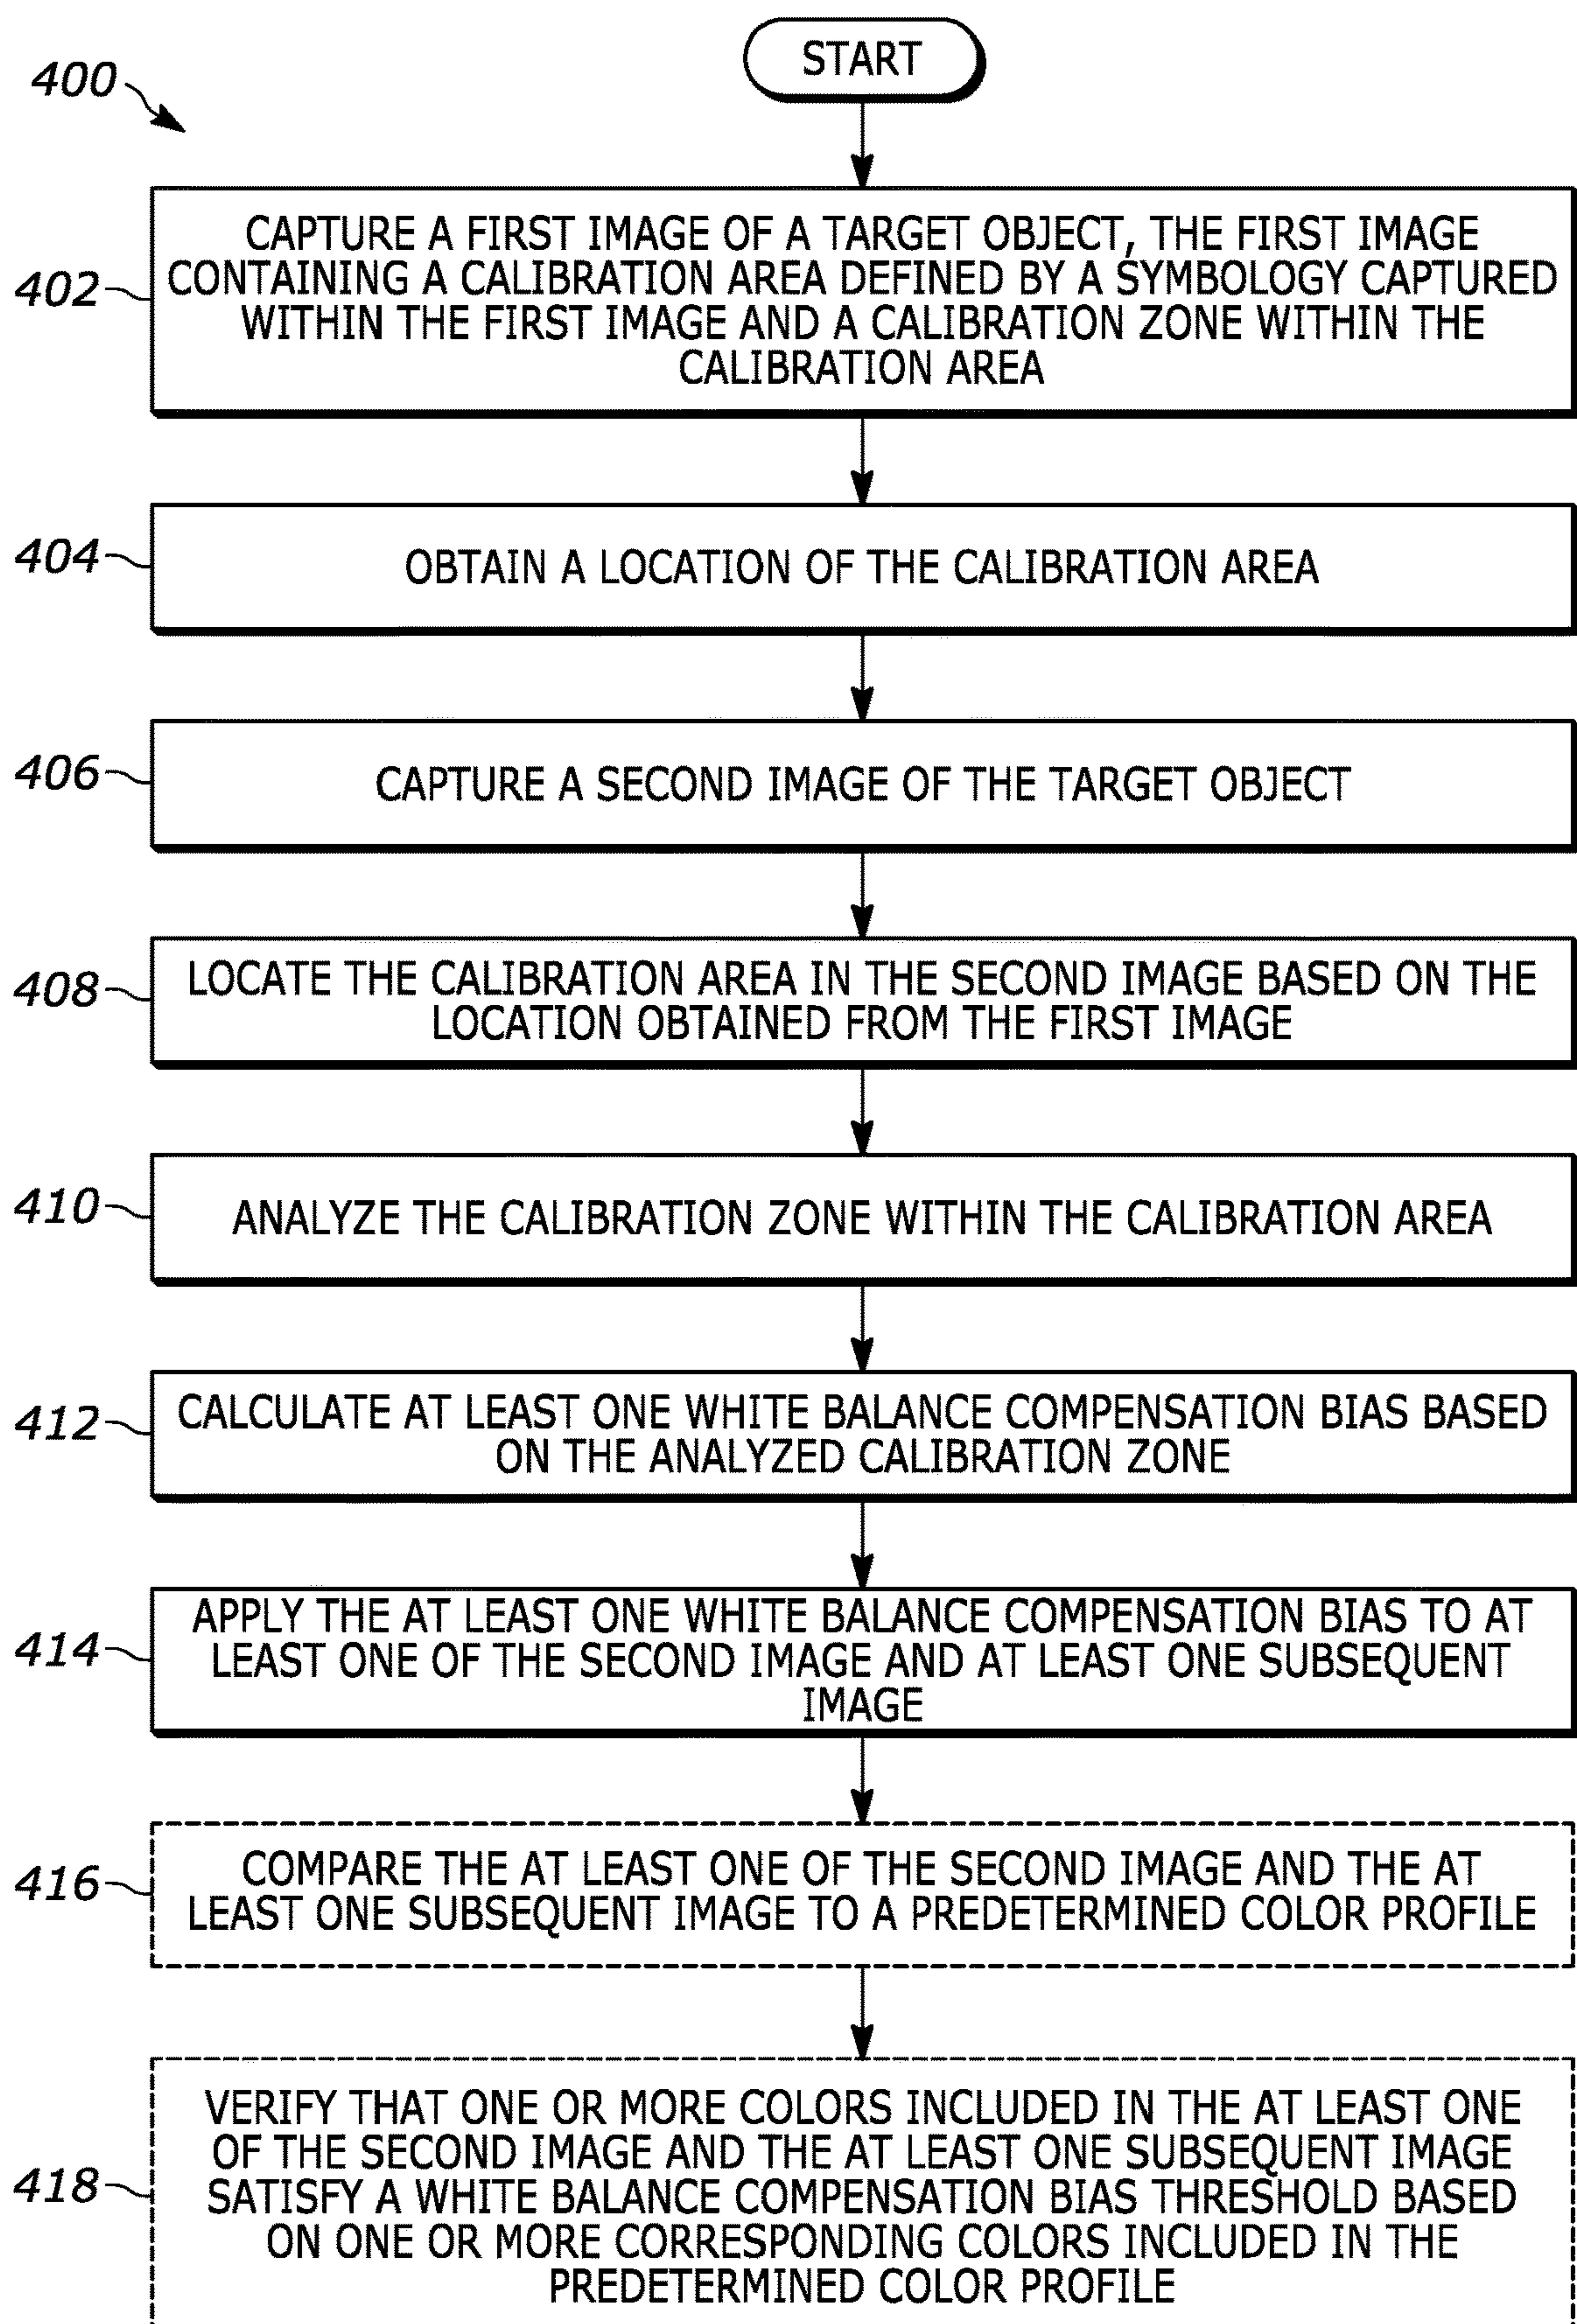 START
400
402
CAPTURE A FIRST IMAGE OF A TARGET OBJECT, THE FIRST IMAGE
CONTAINING A CALIBRATION AREA DEFINED BY A SYMBOLOGY CAPTURED
WITHIN THE FIRST IMAGE AND A CALIBRATION ZONE WITHIN THE
CALIBRATION AREA
404
OBTAIN A LOCATION OF THE CALIBRATION AREA
406
CAPTURE A SECOND IMAGE OF THE TARGET OBJECT
408
LOCATE THE CALIBRATION AREA IN THE SECOND IMAGE BASED ON THE
LOCATION OBTAINED FROM THE FIRST IMAGE
410
ANALYZE THE CALIBRATION ZONE WITHIN THE CALIBRATION AREA
412
CALCULATE AT LEAST ONE WHITE BALANCE COMPENSATION BIAS BASED
ON THE ANALYZED CALIBRATION ZONE
414
APPLY THE AT LEAST ONE WHITE BALANCE COMPENSATION BIAS TO AT
LEAST ONE OF THE SECOND IMAGE AND AT LEAST ONE SUBSEQUENT
IMAGE
416
COMPARE THE AT LEAST ONE OF THE SECOND IMAGE AND THE AT
LEAST ONE SUBSEQUENT IMAGE TO A PREDETERMINED COLOR PROFILE
418
VERIFY THAT ONE OR MORE COLORS INCLUDED IN THE AT LEAST ONE
OF THE SECOND IMAGE AND THE AT LEAST ONE SUBSEQUENT IMAGE
SATISFY A WHITE BALANCE COMPENSATION BIAS THRESHOLD BASED
ON ONE OR MORE CORRESPONDING COLORS INCLUDED IN THE
PREDETERMINED COLOR PROFILE